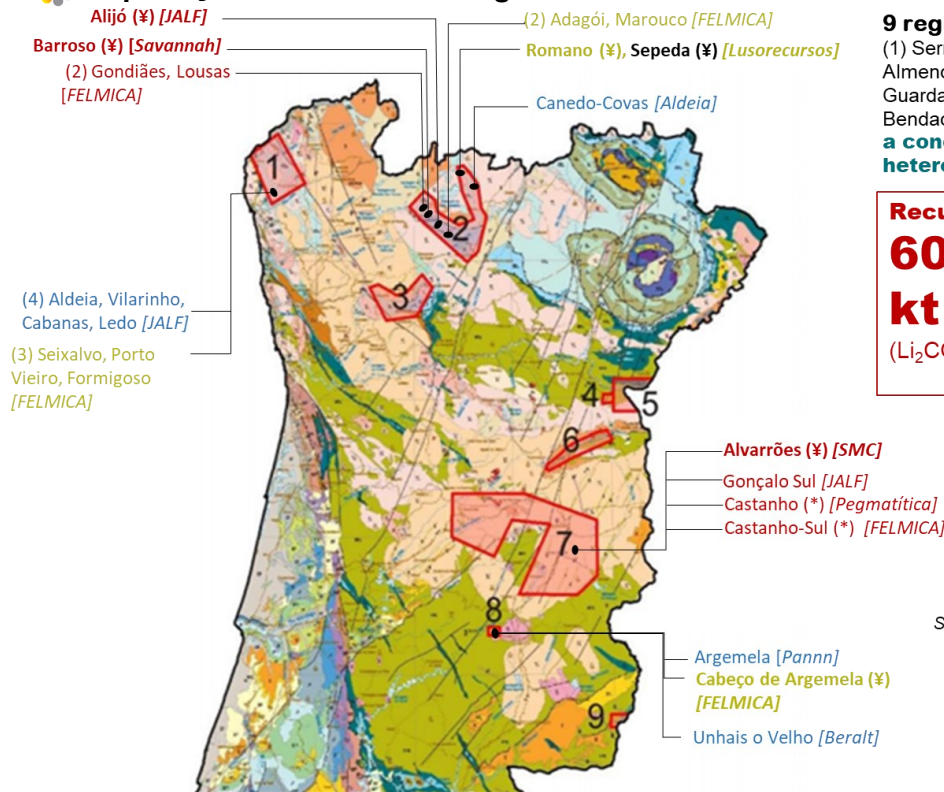 Alijó (¥) [JALF]
Barroso (¥) [Savannah]
(2) Gondiães, Lousas
[FELMICA]
(2) Adagói, Marouco [FELMICA]
Romano (¥), Sepeda (¥) [Lusorecursos]
Canedo-Covas [Aldeia]
9 reg
(1) Ser
Almend
Guarda
Bendad
a con
heter
Recu
60
kt
(Li₂CO
1
2
3
4
5
6
7
8
9
(4) Aldeia, Vilarinho,
Cabanas, Ledo [JALF]
(3) Seixalvo, Porto
Vieiro, Formigoso
[FELMICA]
Alvarrões (¥) [SMC]
Gonçalo Sul [JALF]
Castanho (*) [Pegmatítica]
Castanho-Sul (*) [FELMICA]
S
Argemela [Pannn]
Cabeço de Argemela (¥)
[FELMICA]
Unhais o Velho [Beralt]